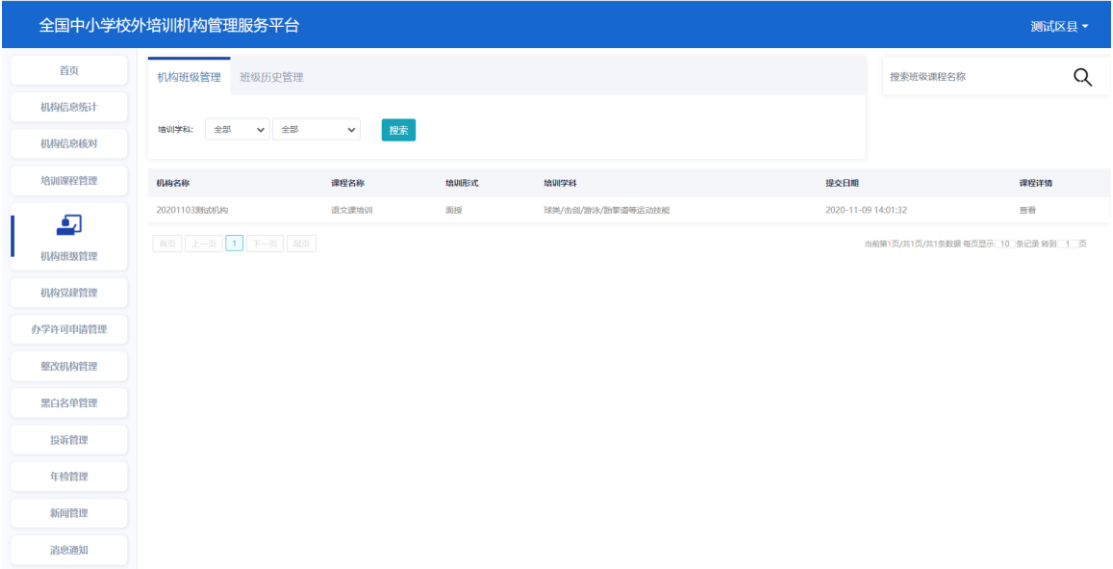 全国中小学校外培训机构管理服务平台
测试区县
首页
机构信息统计
机构信息核对
培训课程管理
机构班级管理
机构党建管理
办学许可申请管理
整改机构管理
黑白名单管理
投诉管理
年检管理
新闻管理
消息通知
机构班级管理 班级历史管理
搜索班级课程名称
培训学科: 全部 全部 搜索
机构名称 课程名称 培训形式 培训学科 提交日期 课程详情
20201103测试机构 语文课培训 面授 球类/击剑/游泳/跆拳道等运动技能 2020-11-09 14:01:32 查看
首页 上一页 1 下一页 尾页
当前第1页/共1页/共1条数据 每页显示 10 条记录 转到 1 页